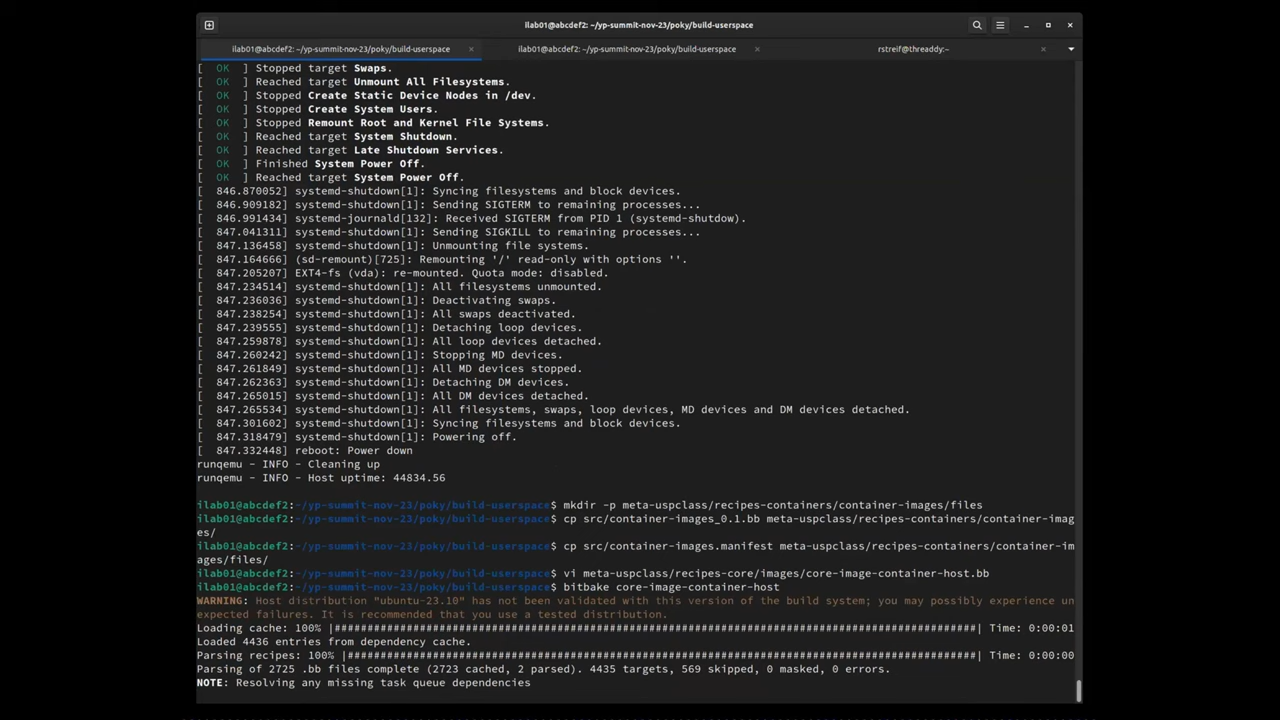 ilab01@abcdef2: ~/yp-summit-nov-23/poky/build-userspace
ilab01@abcdef2: ~/yp-summit-nov-23/poky/build-userspace × ilab01@abcdef2: ~/yp-summit-nov-23/poky/build-userspace × rstreif@threaddy:~ ×
[  OK  ] Stopped target Swaps.
[  OK  ] Reached target Unmount All Filesystems.
[  OK  ] Stopped Create Static Device Nodes in /dev.
[  OK  ] Stopped Create System Users.
[  OK  ] Stopped Remount Root and Kernel File Systems.
[  OK  ] Reached target System Shutdown.
[  OK  ] Reached target Late Shutdown Services.
[  OK  ] Finished System Power Off.
[  OK  ] Reached target System Power Off.
[  846.870052] systemd-shutdown[1]: Syncing filesystems and block devices.
[  846.909182] systemd-shutdown[1]: Sending SIGTERM to remaining processes...
[  846.991434] systemd-journald[132]: Received SIGTERM from PID 1 (systemd-shutdow).
[  847.041311] systemd-shutdown[1]: Sending SIGKILL to remaining processes...
[  847.136458] systemd-shutdown[1]: Unmounting file systems.
[  847.164666] (sd-remount)[725]: Remounting '/' read-only with options ''.
[  847.205207] EXT4-fs (vda): re-mounted. Quota mode: disabled.
[  847.234514] systemd-shutdown[1]: All filesystems unmounted.
[  847.236036] systemd-shutdown[1]: Deactivating swaps.
[  847.238254] systemd-shutdown[1]: All swaps deactivated.
[  847.239555] systemd-shutdown[1]: Detaching loop devices.
[  847.259878] systemd-shutdown[1]: All loop devices detached.
[  847.260242] systemd-shutdown[1]: Stopping MD devices.
[  847.261849] systemd-shutdown[1]: All MD devices stopped.
[  847.262363] systemd-shutdown[1]: Detaching DM devices.
[  847.265015] systemd-shutdown[1]: All DM devices detached.
[  847.265534] systemd-shutdown[1]: All filesystems, swaps, loop devices, MD devices and DM devices detached.
[  847.301602] systemd-shutdown[1]: Syncing filesystems and block devices.
[  847.318479] systemd-shutdown[1]: Powering off.
[  847.332448] reboot: Power down
runqemu - INFO - Cleaning up
runqemu - INFO - Host uptime: 44834.56
ilab01@abcdef2:~/yp-summit-nov-23/poky/build-userspace$ mkdir -p meta-uspclass/recipes-containers/container-images/files
ilab01@abcdef2:~/yp-summit-nov-23/poky/build-userspace$ cp src/container-images_0.1.bb meta-uspclass/recipes-containers/container-imag
es/
ilab01@abcdef2:~/yp-summit-nov-23/poky/build-userspace$ cp src/container-images.manifest meta-uspclass/recipes-containers/container-im
ages/files/
ilab01@abcdef2:~/yp-summit-nov-23/poky/build-userspace$ vi meta-uspclass/recipes-core/images/core-image-container-host.bb
ilab01@abcdef2:~/yp-summit-nov-23/poky/build-userspace$ bitbake core-image-container-host
WARNING: Host distribution "ubuntu-23.10" has not been validated with this version of the build system; you may possibly experience un
expected failures. It is recommended that you use a tested distribution.
Loading cache: 100% |###################################################################################################| Time: 0:00:01
Loaded 4436 entries from dependency cache.
Parsing recipes: 100% |#################################################################################################| Time: 0:00:00
Parsing of 2725 .bb files complete (2723 cached, 2 parsed). 4435 targets, 569 skipped, 0 masked, 0 errors.
NOTE: Resolving any missing task queue dependencies